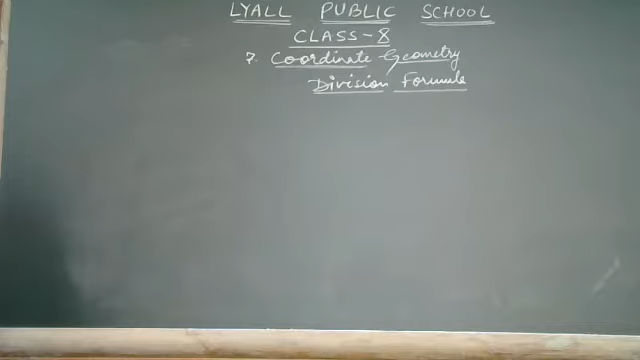 LYALL PUBLIC SCHOOL
CLASS-8
7. Coordinate Geometry
Division Formula